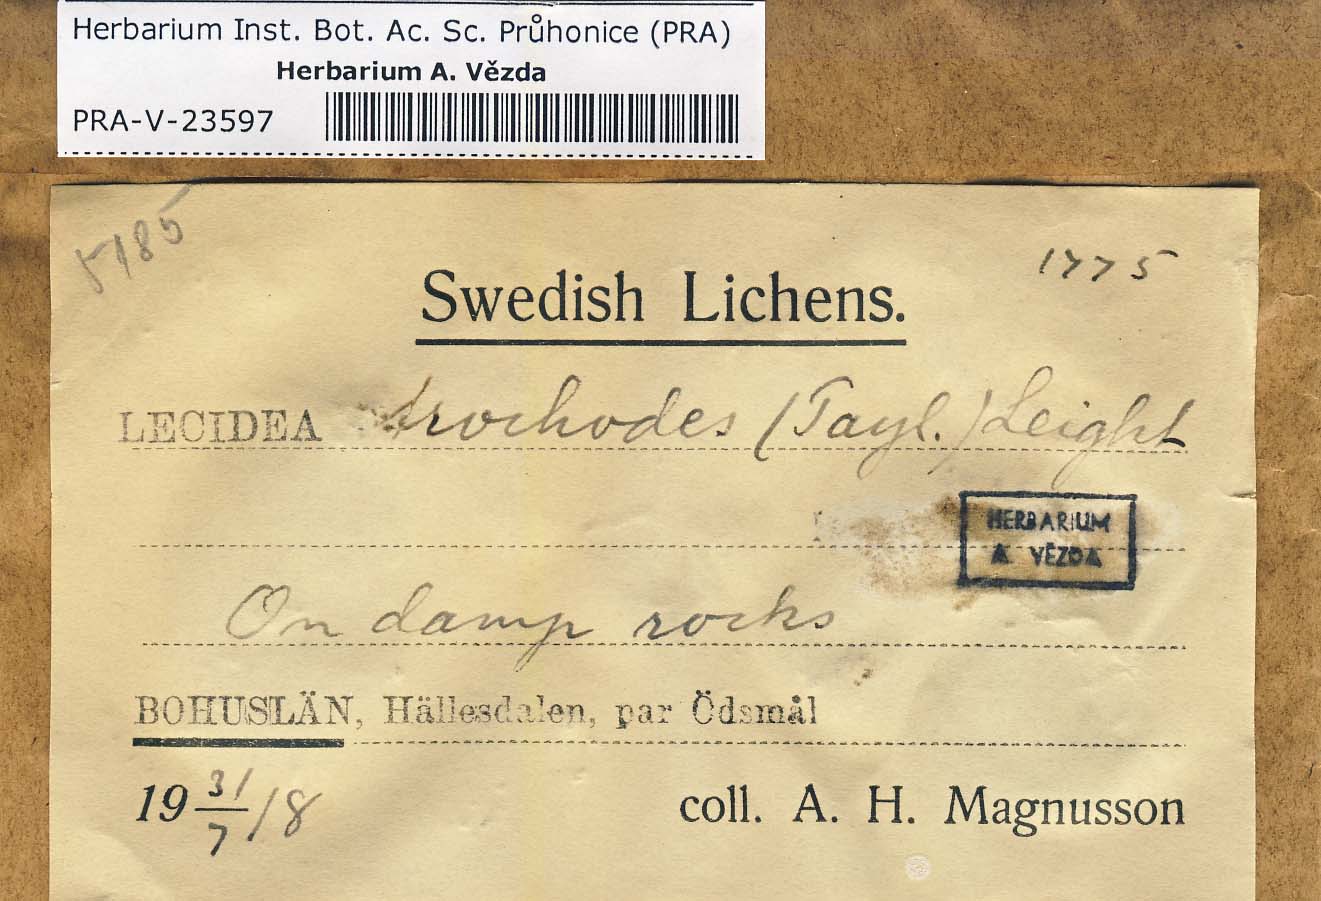 Herbarium Inst. Bot. Ac. Sc. Průhonice (PRA)
Herbarium A. Vězda
PRA-V-23597
5185
1775
Swedish Lichens.
LECIDEA trochodes (Tayl.) Leight
HERBARIUM
A VĚZDA
On damp rocks
BOHUSLÄN, Hällesdalen, par Ödsmål
19 31/7 18
coll. A. H. Magnusson